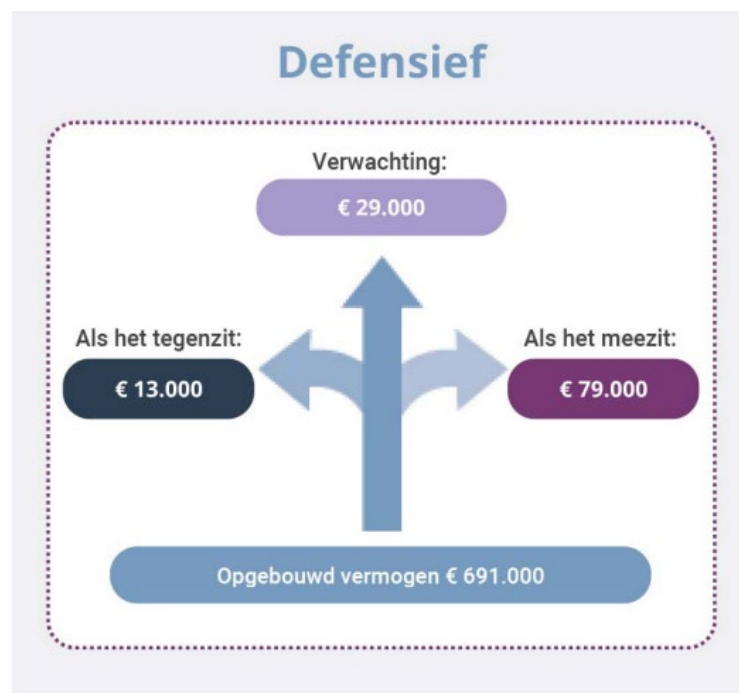 Defensief
Verwachting:
€ 29.000
Als het tegenzit:
€ 13.000
Als het meezit:
€ 79.000
Opgebouwd vermogen € 691.000